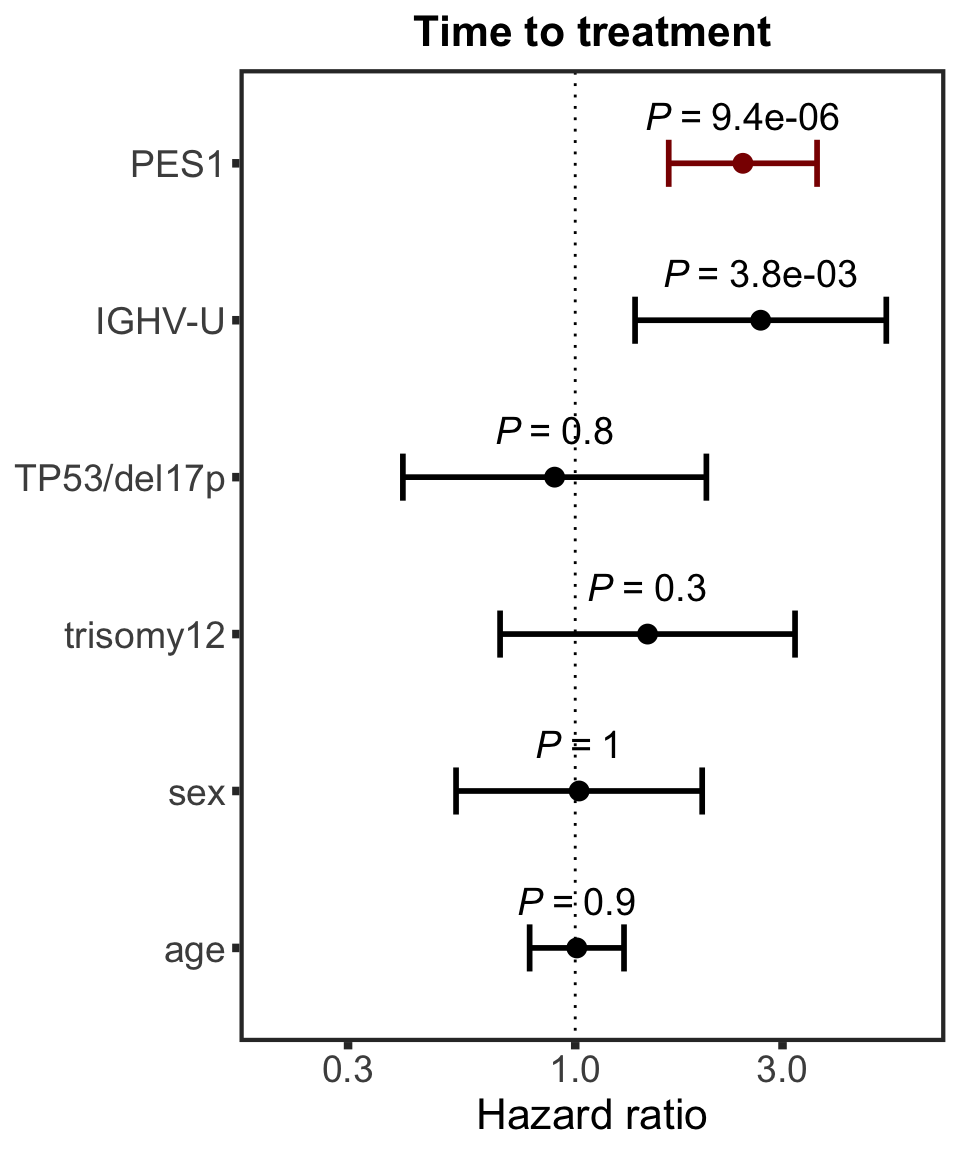 Time to treatment
P = 9.4e-06
PES1
P = 3.8e-03
IGHV-U
P = 0.8
TP53/del17p
P = 0.3
trisomy12
P = 1
sex
P = 0.9
age
0.3 1.0 3.0
Hazard ratio